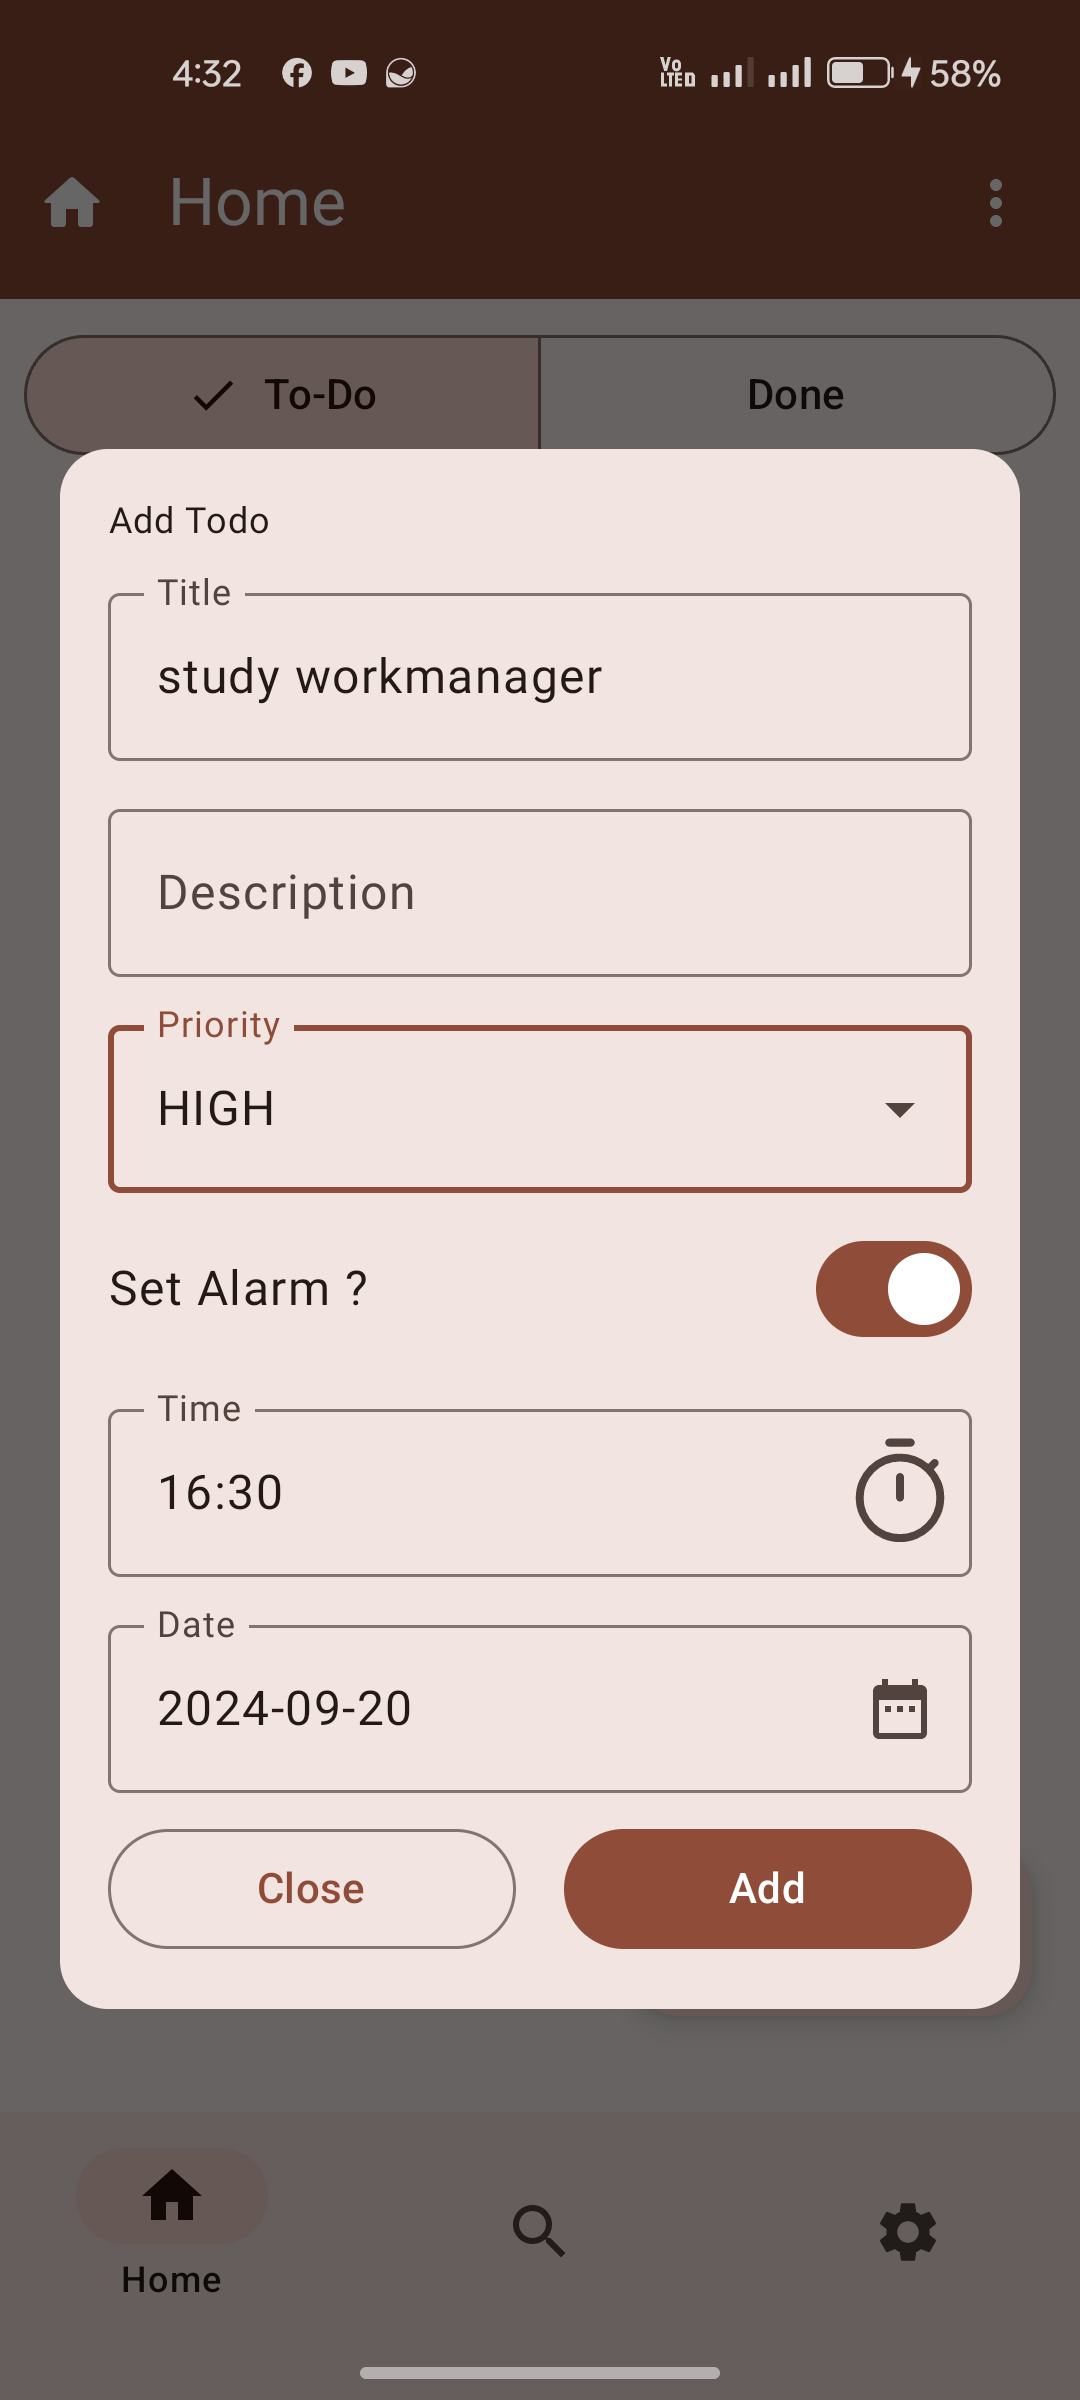 4:32 Vo LTED 58%
Home
To-Do Done
Add Todo
Title
study workmanager
Description
Priority
HIGH
Set Alarm ?
Time
16:30
Date
2024-09-20
Close Add
Home